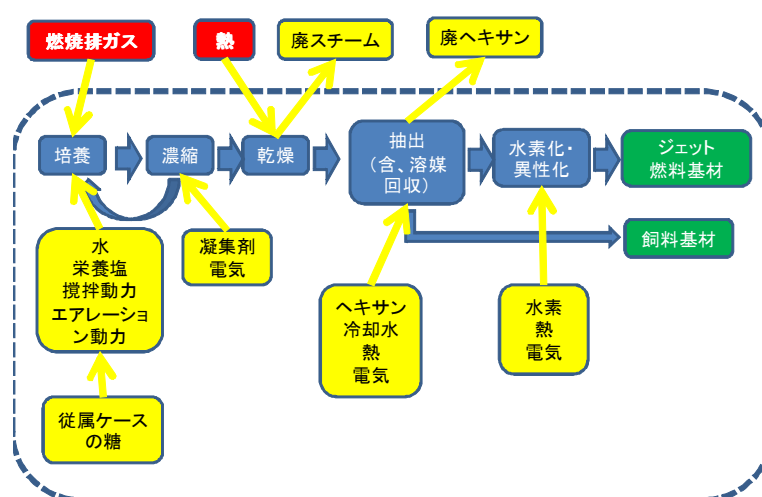 燃焼排ガス
熱
廃スチーム
廃ヘキサン
培養
濃縮
乾燥
抽出
(含、溶媒
回収)
水素化・
異性化
ジェット
燃料基材
飼料基材
水
栄養塩
撹拌動力
エアレーショ
ン動力
凝集剤
電気
ヘキサン
冷却水
熱
電気
水素
熱
電気
従属ケース
の糖